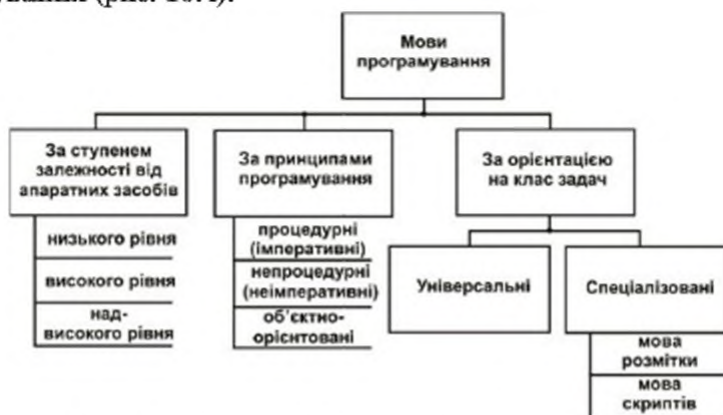 Мови
програмування
За ступенем
залежності від
апаратних засобів
За принципами
програмування
За орієнтацією
на клас задач
низького рівня
високого рівня
над-
високого рівня
процедурні
(імперативні)
непроцедурні
(неімперативні)
об'єктно-
орієнтовані
Універсальні
Спеціалізовані
мова
розмітки
мова
скриптів